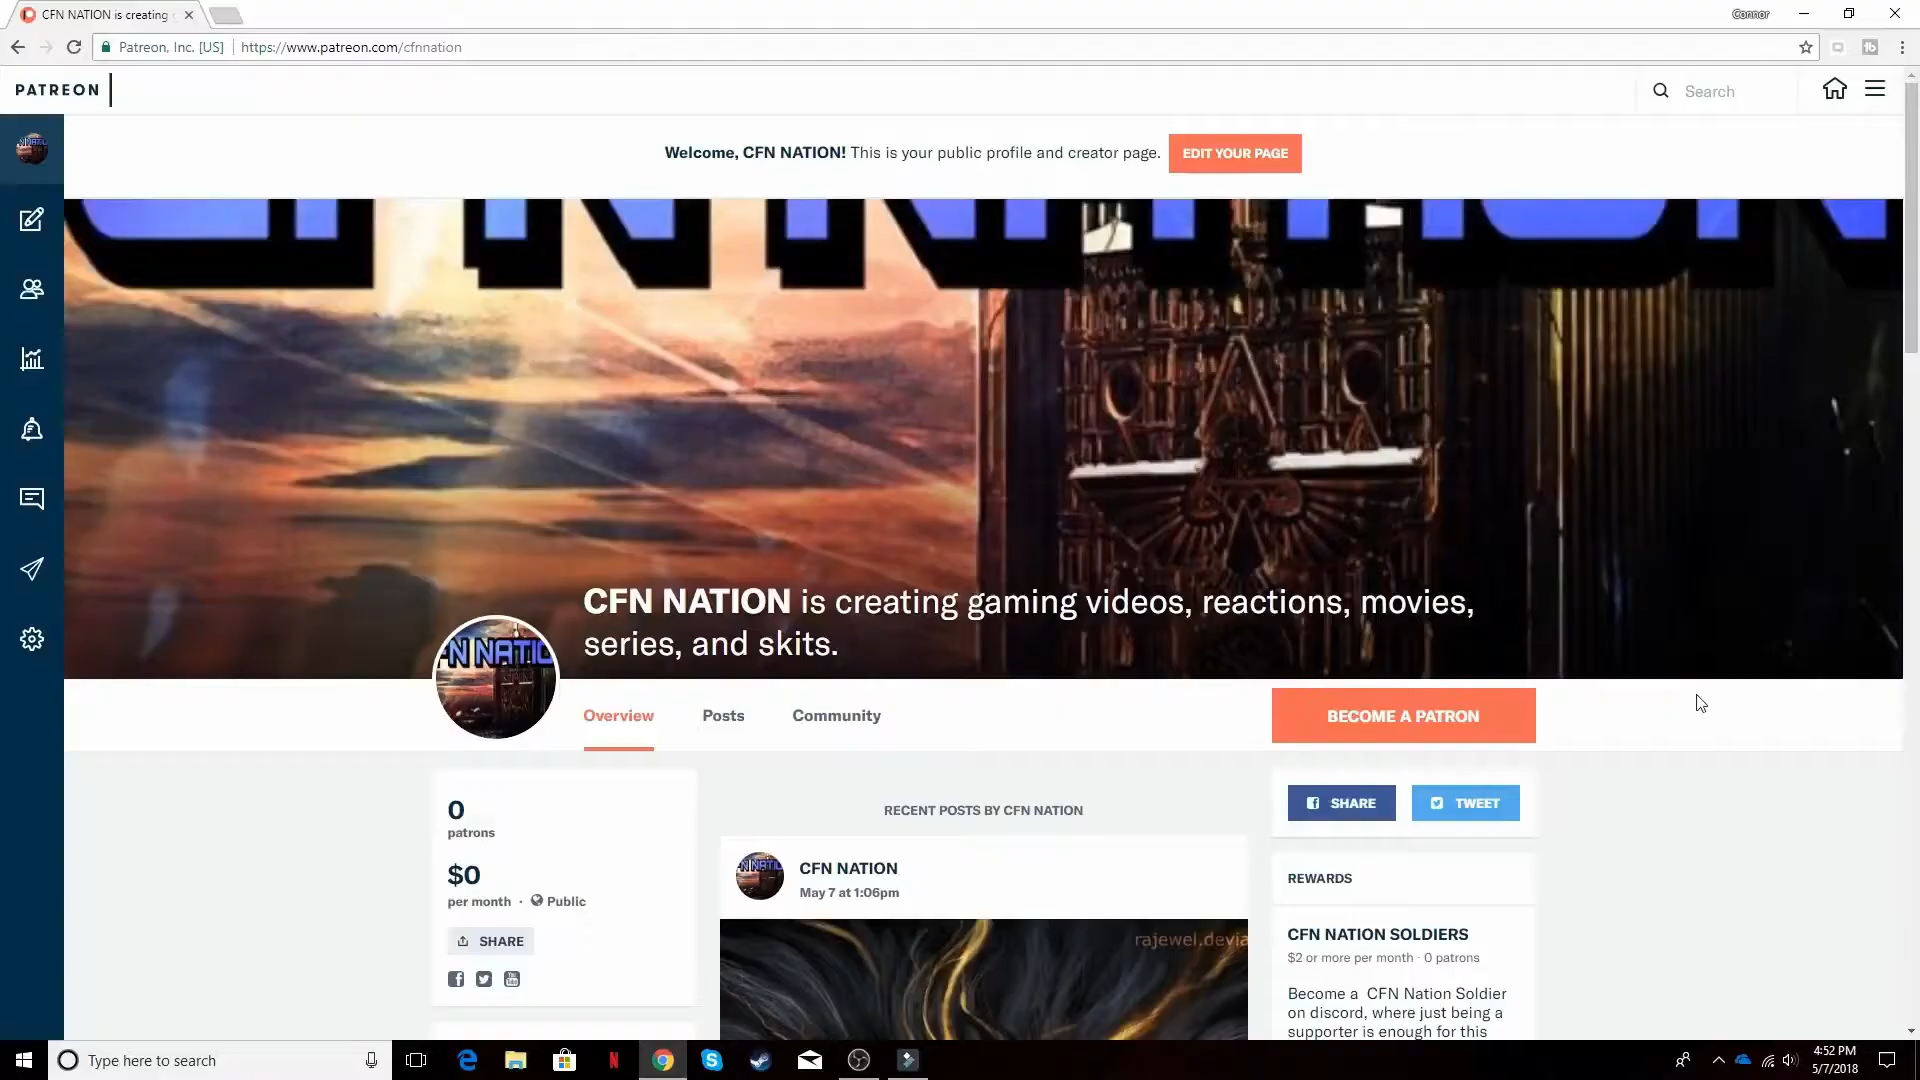 CFN NATION is creating
Connor
Patreon, Inc. [US]
https://www.patreon.com/cfnnation
PATREON
Search
Welcome, CFN NATION! This is your public profile and creator page.
EDIT YOUR PAGE
CFN NATION is creating gaming videos, reactions, movies,
series, and skits.
Overview
Posts
Community
BECOME A PATRON
0
patrons
$0
per month · Public
SHARE
RECENT POSTS BY CFN NATION
CFN NATION
May 7 at 1:06pm
rajewel.devia
SHARE
TWEET
REWARDS
CFN NATION SOLDIERS
$2 or more per month · 0 patrons
Become a CFN Nation Soldier
on discord, where just being a
supporter is enough for this
Type here to search
4:52 PM
5/7/2018